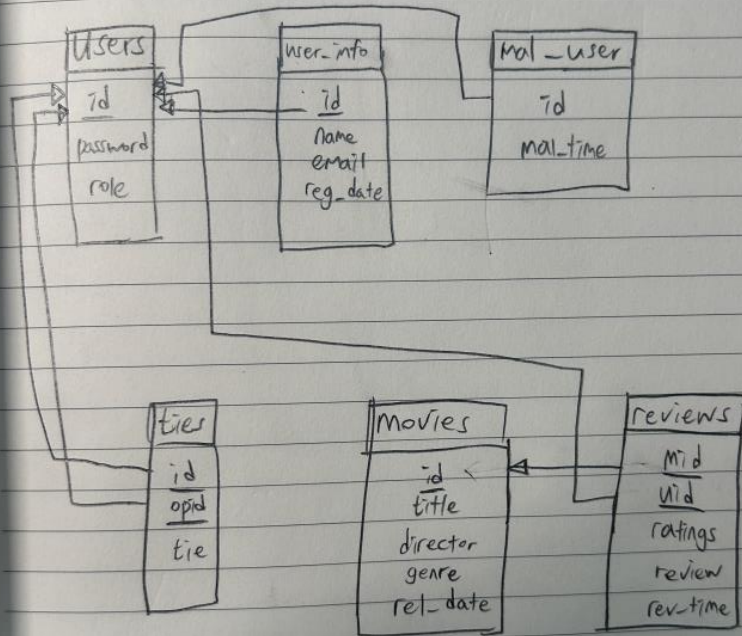 Users
id
password
role
user_info
id
name
email
reg_date
mal_user
id
mal_time
ties
id
opid
tie
movies
id
title
director
genre
rel_date
reviews
mid
uid
ratings
review
rev_time